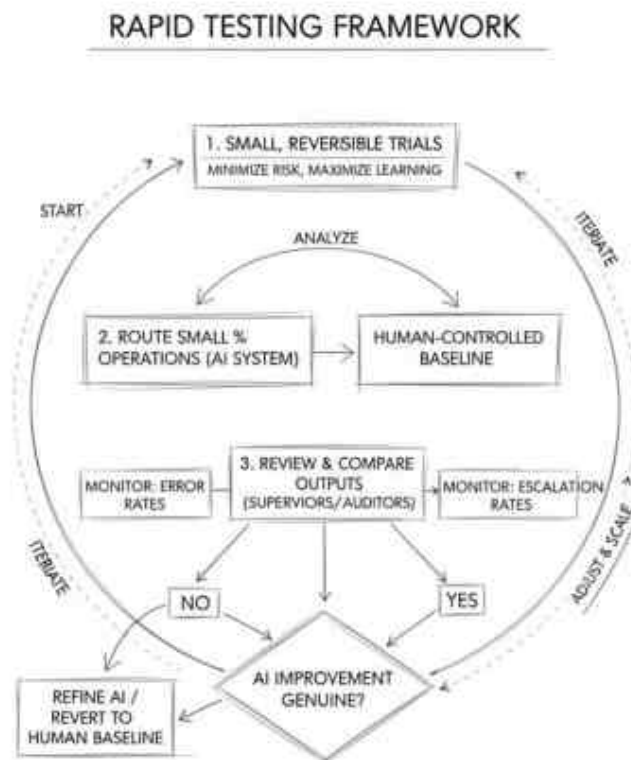 RAPID TESTING FRAMEWORK
1. SMALL, REVERSIBLE TRIALS
MINIMIZE RISK, MAXIMIZE LEARNING
START
ITERIATE
ANALYZE
2. ROUTE SMALL %
OPERATIONS (AI SYSTEM)
HUMAN-CONTROLLED
BASELINE
3. REVIEW & COMPARE
OUTPUTS
(SUPERVIORS/AUDITORS)
MONITOR: ERROR
RATES
MONITOR: ESCALATION
RATES
ITERIATE
ADJUST & SCALE
NO
YES
AI IMPROVEMENT
GENUINE?
REFINE AI /
REVERT TO
HUMAN BASELINE